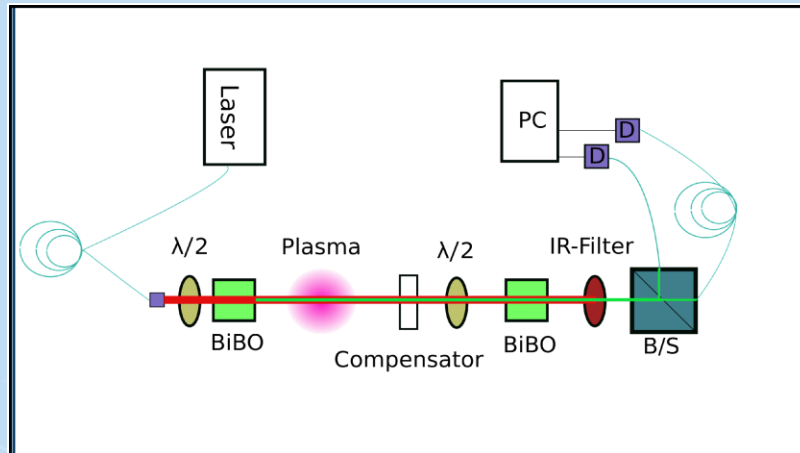 Laser
PC
D
D
λ/2
Plasma
λ/2
IR-Filter
BiBO
Compensator
BiBO
B/S